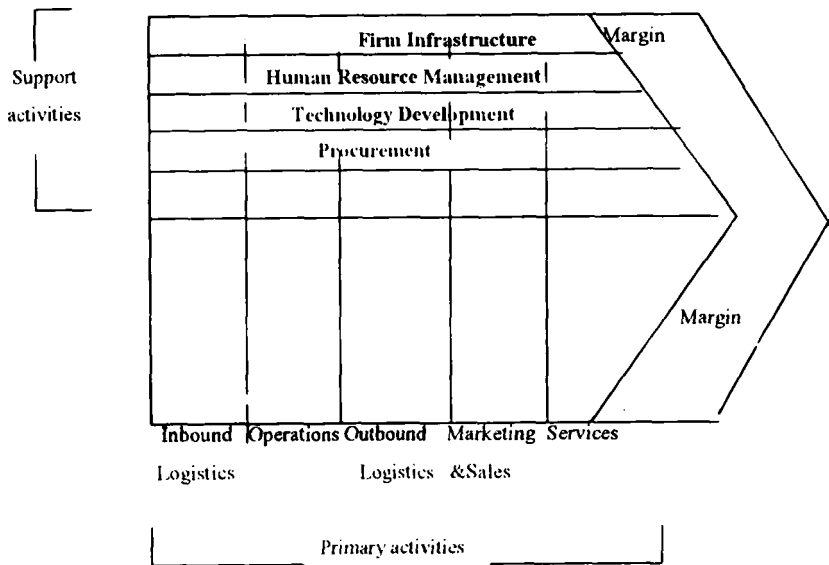 Firm Infrastructure
Margin
Support
activities
Human Resource Management
Technology Development
Procurement
Margin
Inbound Operations Outbound Marketing Services
Logistics Logistics &Sales
Primary activities